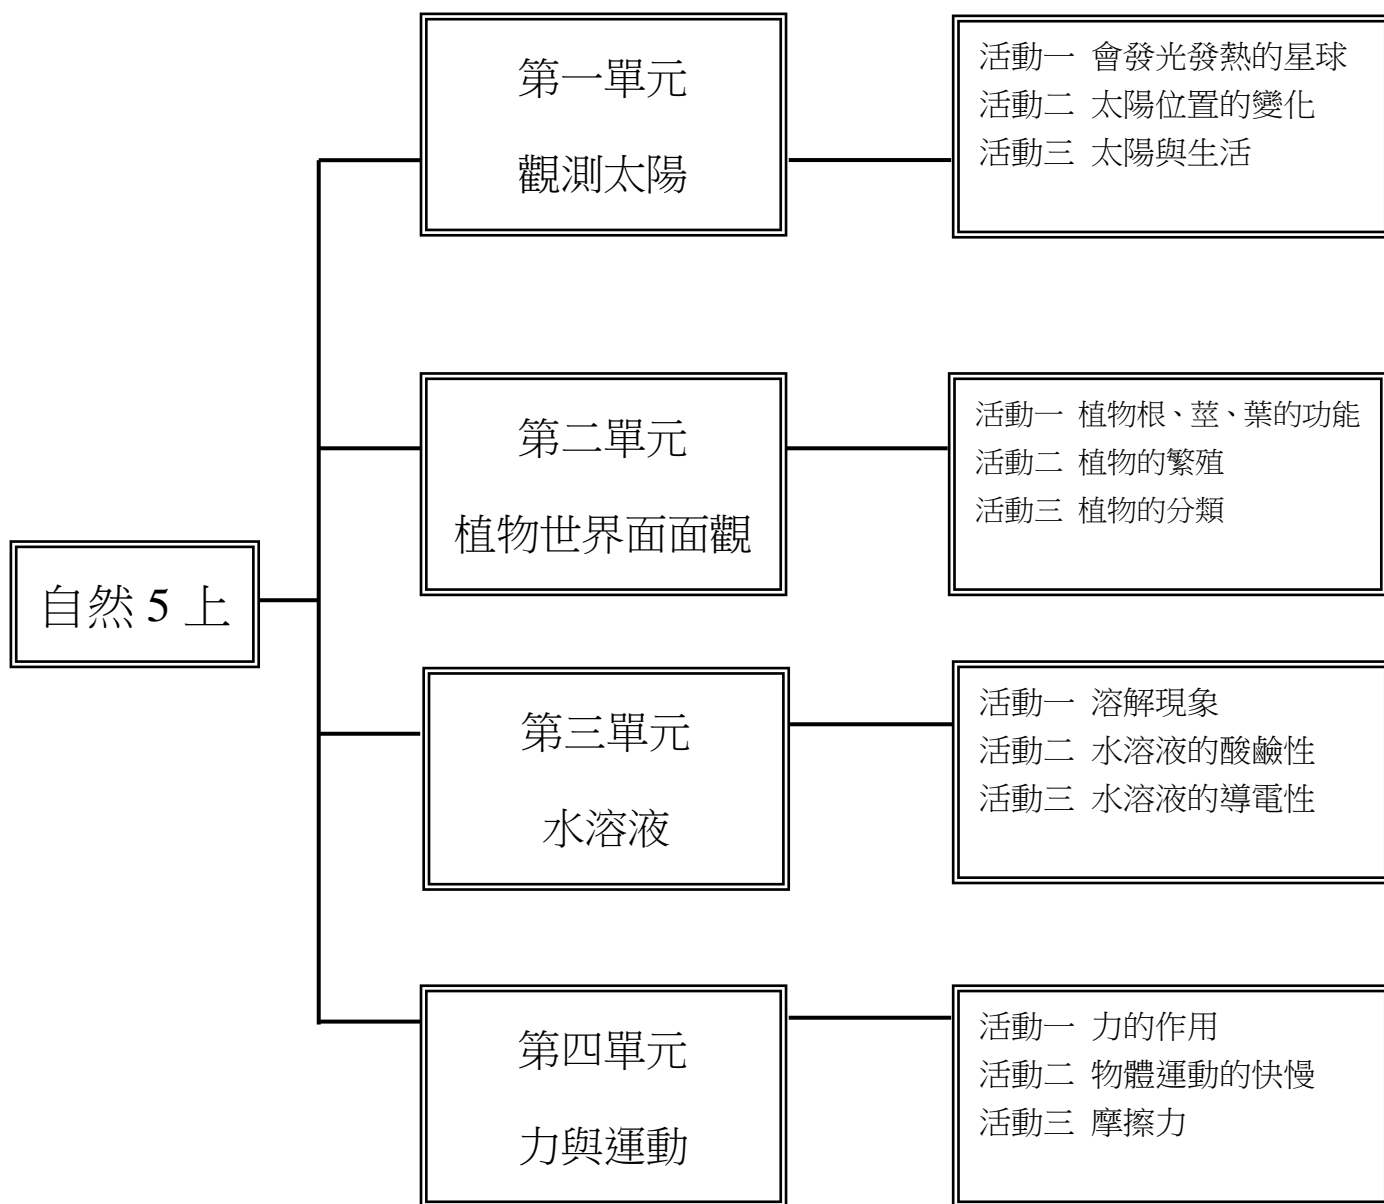 自然 5 上
第一單元
觀測太陽
活動一 會發光發熱的星球
活動二 太陽位置的變化
活動三 太陽與生活
第二單元
植物世界面面觀
活動一 植物根、莖、葉的功能
活動二 植物的繁殖
活動三 植物的分類
第三單元
水溶液
活動一 溶解現象
活動二 水溶液的酸鹼性
活動三 水溶液的導電性
第四單元
力與運動
活動一 力的作用
活動二 物體運動的快慢
活動三 摩擦力